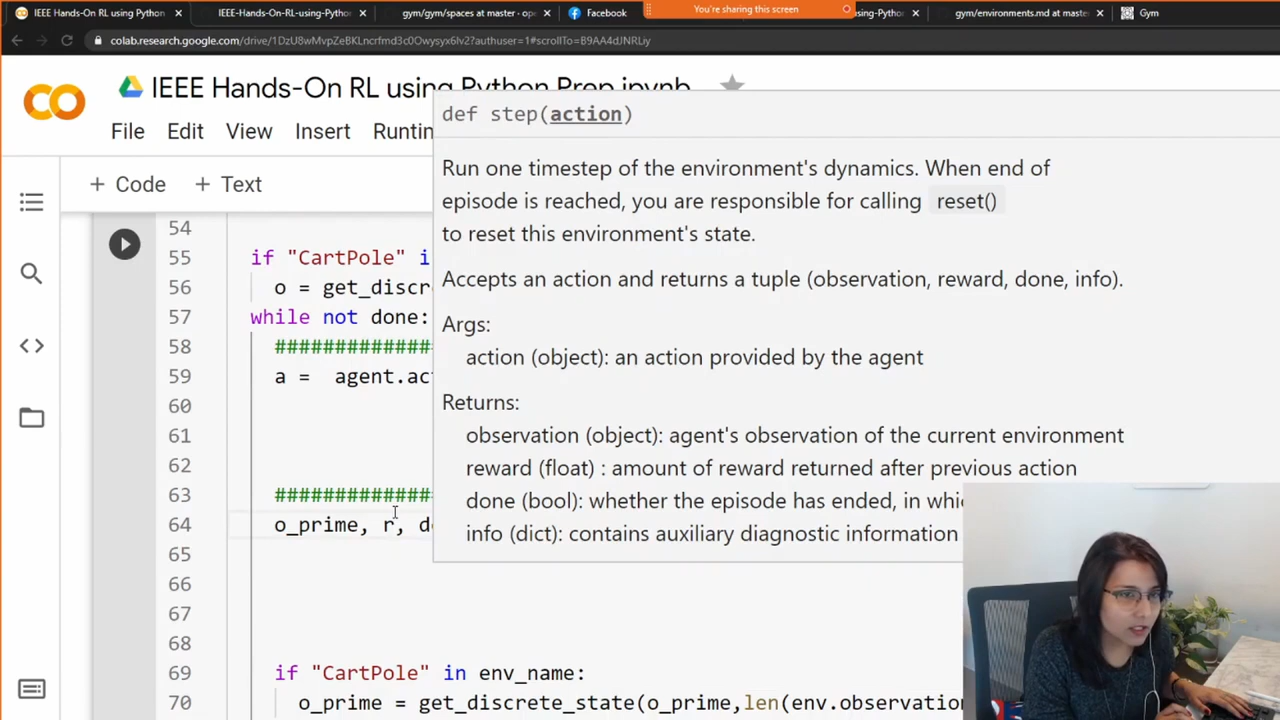 IEEE Hands-On RL using Python
IEEE-Hands-On-RL-using-Python-
gym/gym/spaces at master · ope
Facebook
You're sharing this screen
using-Python-
gym/environments.md at master
Gym
colab.research.google.com/drive/1DzU8wMvpZeBKLncrfmd3c0Owysyx6lv2?authuser=1#scrollTo=B9AA4dJNRLiy
IEEE Hands-On RL using Python Prep.ipynb
File Edit View Insert Runtin
+ Code + Text
def step(action)
Run one timestep of the environment's dynamics. When end of
episode is reached, you are responsible for calling reset()
to reset this environment's state.
Accepts an action and returns a tuple (observation, reward, done, info).
Args:
action (object): an action provided by the agent
Returns:
observation (object): agent's observation of the current environment
reward (float) : amount of reward returned after previous action
done (bool): whether the episode has ended, in whic
info (dict): contains auxiliary diagnostic information
54
55 if "CartPole" i
56 o = get_discr
57 while not done:
58 #############
59 a = agent.act
60
61
62
63 #############
64 o_prime, r, do
65
66
67
68
69 if "CartPole" in env_name:
70 o_prime = get_discrete_state(o_prime,len(env.observation